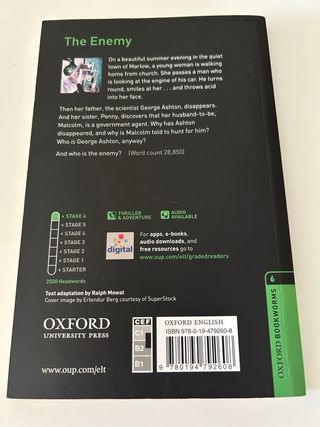 The Enemy
On a beautiful summer evening in the quiet
town of Marlow, a young woman is walking
home from church. She passes a man who
is looking at the engine of his car. He turns
round, smiles at her . . . and throws acid
into her face.
Then her father, the scientist George Ashton, disappears.
And her sister, Penny, discovers that her husband-to-be,
Malcolm, is a government agent. Why has Ashton
disappeared, and why is Malcolm told to hunt for him?
Who is George Ashton, anyway?
And who is the enemy? (Word count 28,850)
STAGE 6
STAGE 5
STAGE 4
STAGE 3
STAGE 2
STAGE 1
STARTER
2500 Headwords
THRILLER
& ADVENTURE
AUDIO
AVAILABLE
digital
For apps, e-books,
audio downloads, and
free resources go to
www.oup.com/elt/gradedreaders
Text adaptation by Ralph Mowat
Cover image by Erlendur Berg courtesy of SuperStock
OXFORD
UNIVERSITY PRESS
www.oup.com/elt
CEF
C1
B2
B1
OXFORD ENGLISH
ISBN 978-0-19-479260-8
9 780194 792608
6
OXFORD BOOKWORMS